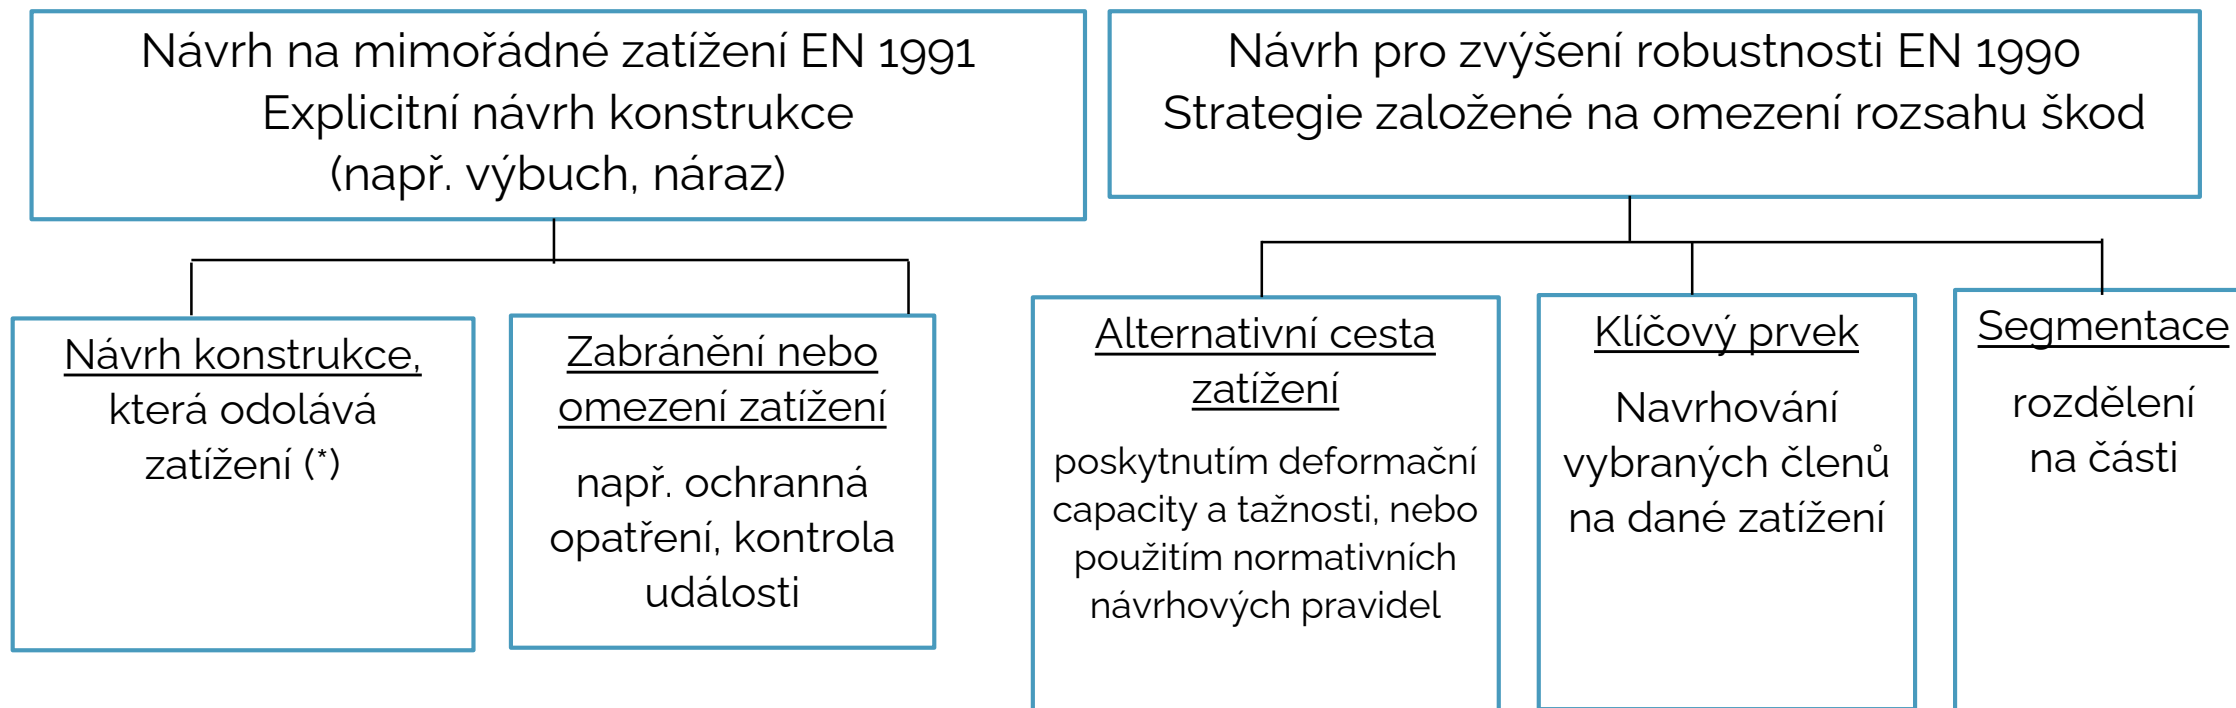 Návrh na mimořádné zatížení EN 1991
Explicitní návrh konstrukce
(např. výbuch, náraz)
Návrh pro zvýšení robustnosti EN 1990
Strategie založené na omezení rozsahu škod
Návrh konstrukce,
která odolává
zatížení (*)
Zabránění nebo
omezení zatížení
např. ochranná
opatření, kontrola
události
Alternativní cesta
zatížení
poskytnutím deformační
capacity a tažnosti, nebo
použitím normativních
návrhových pravidel
Klíčový prvek
Navrhování
vybraných členů
na dané zatížení
Segmentace
rozdělení
na části